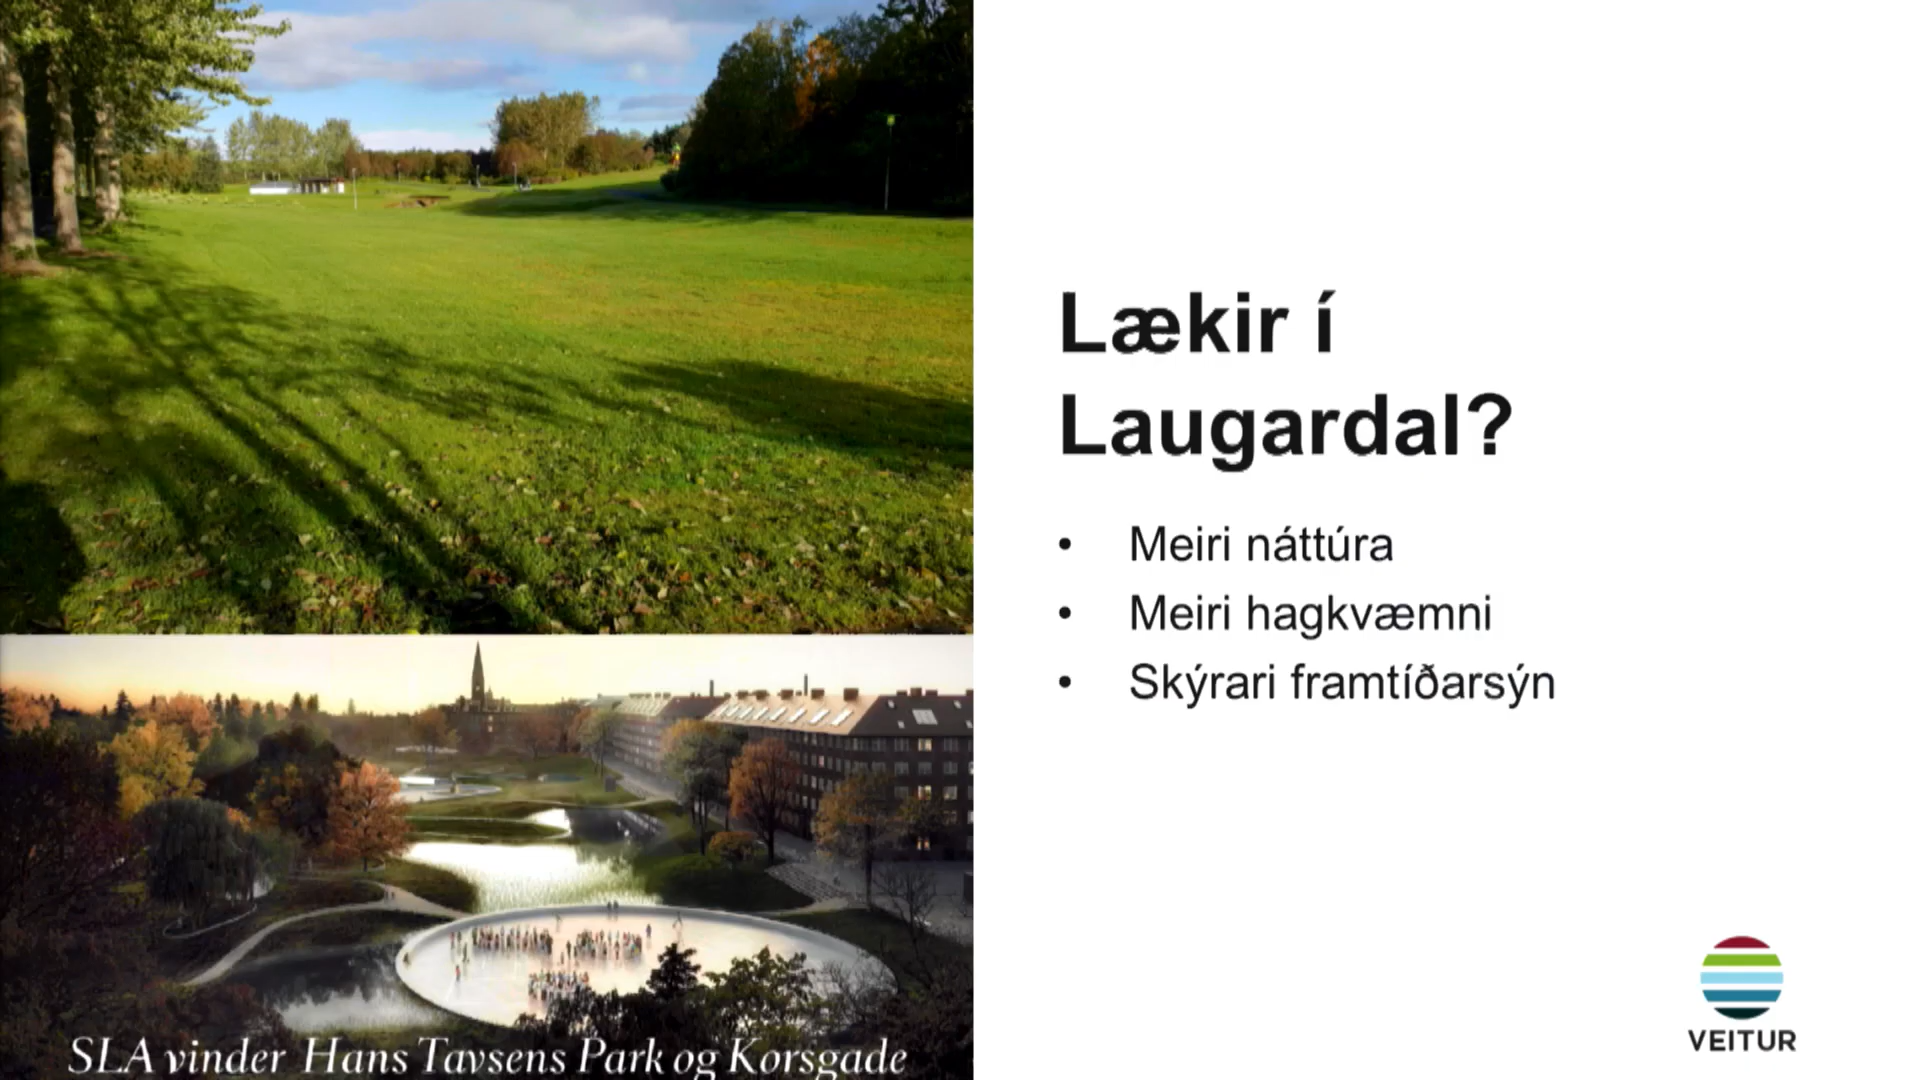 Lækir í
Laugardal?
• Meiri náttúra
• Meiri hagkvæmni
• Skýrari framtíðarsýn
SLA vinder Hans Tavsens Park og Korsgade
VEITUR